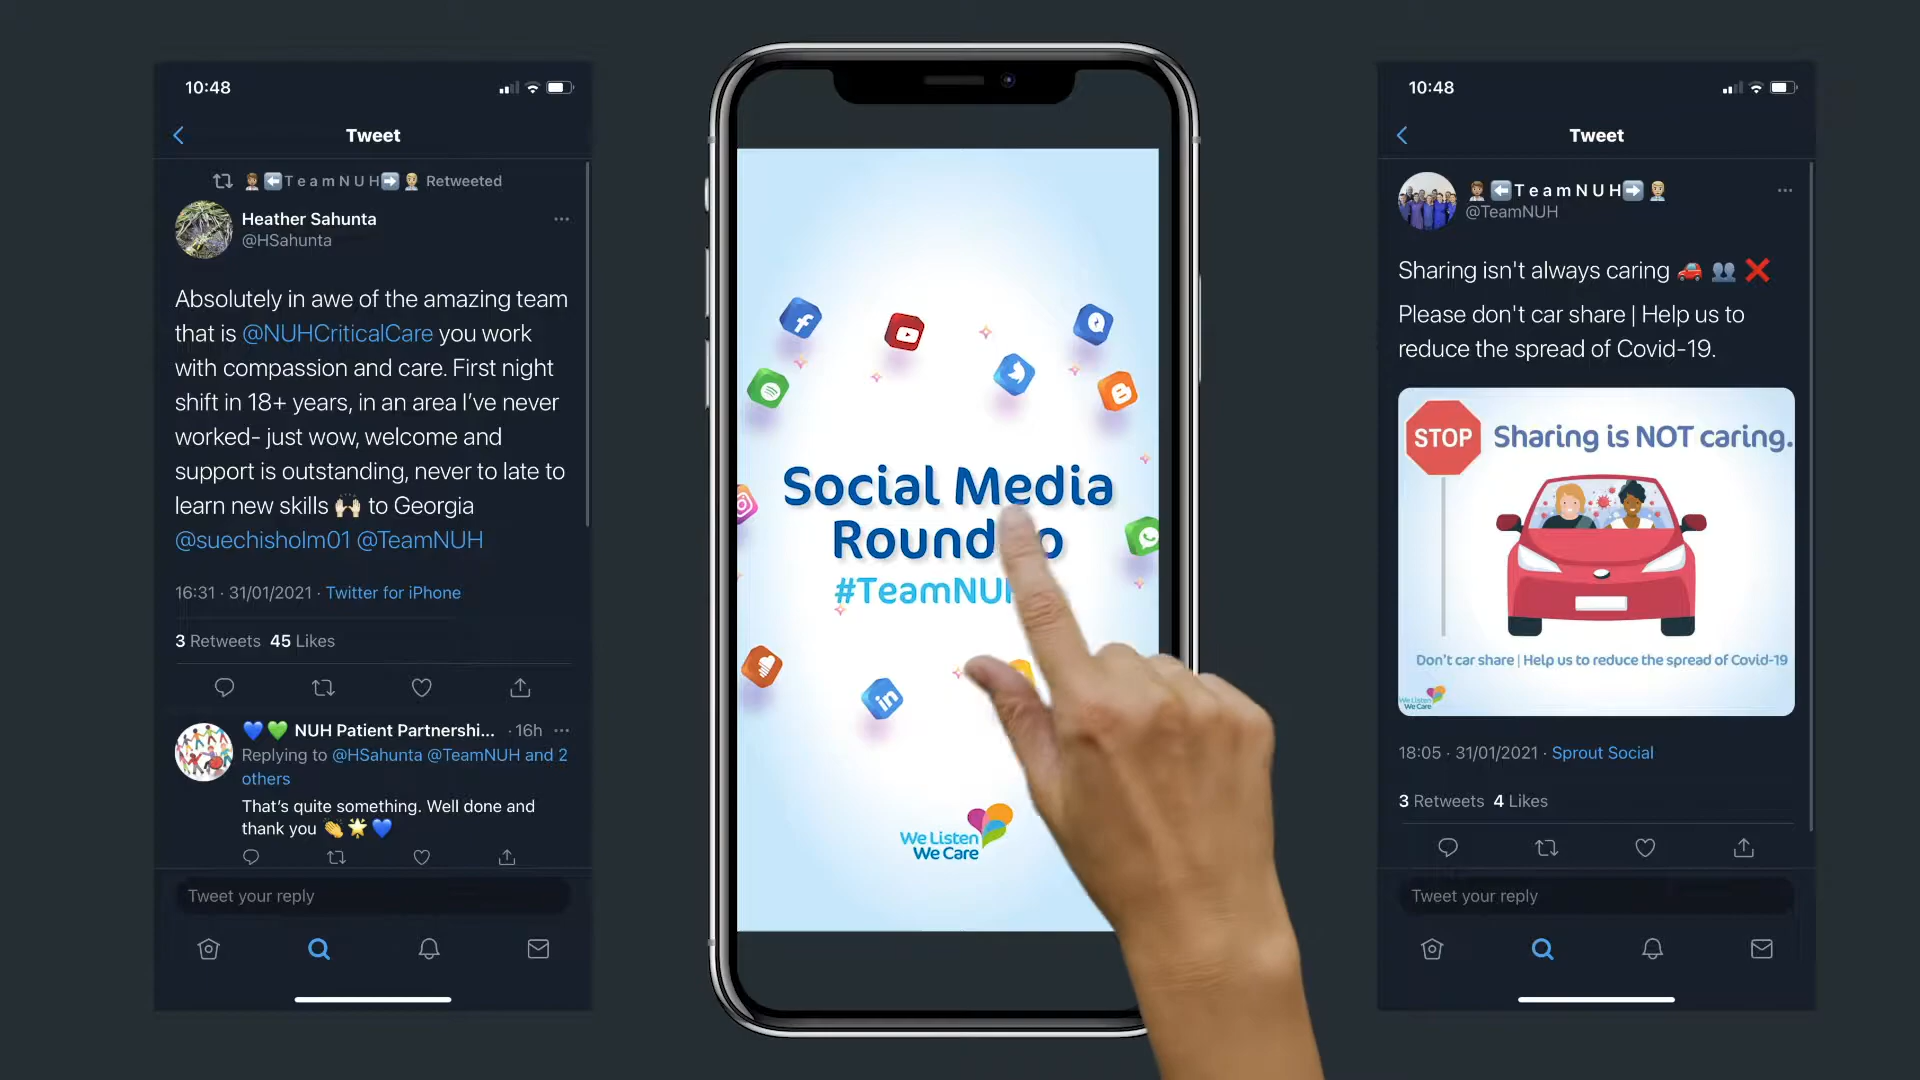 10:48
Tweet
TeamNUH Retweeted
Heather Sahunta
@HSahunta
Absolutely in awe of the amazing team
that is @NUHCriticalCare you work
with compassion and care. First night
shift in 18+ years, in an area I've never
worked- just wow, welcome and
support is outstanding, never to late to
learn new skills 🙌🏻 to Georgia
@suechisholm01 @TeamNUH
16:31 · 31/01/2021 · Twitter for iPhone
3 Retweets 45 Likes
💙💚 NUH Patient Partnershi... · 16h
Replying to @HSahunta @TeamNUH and 2
others
That's quite something. Well done and
thank you 👏🌟💙
Tweet your reply
Social Media
#TeamNUH
We Listen
We Care
10:48
Tweet
TeamNUH
@TeamNUH
Sharing isn't always caring 🚗 👥 ❌
Please don't car share | Help us to
reduce the spread of Covid-19.
STOP
Sharing is NOT caring.
Don't car share | Help us to reduce the spread of Covid-19
We Listen
We Care
18:05 · 31/01/2021 · Sprout Social
3 Retweets 4 Likes
Tweet your reply